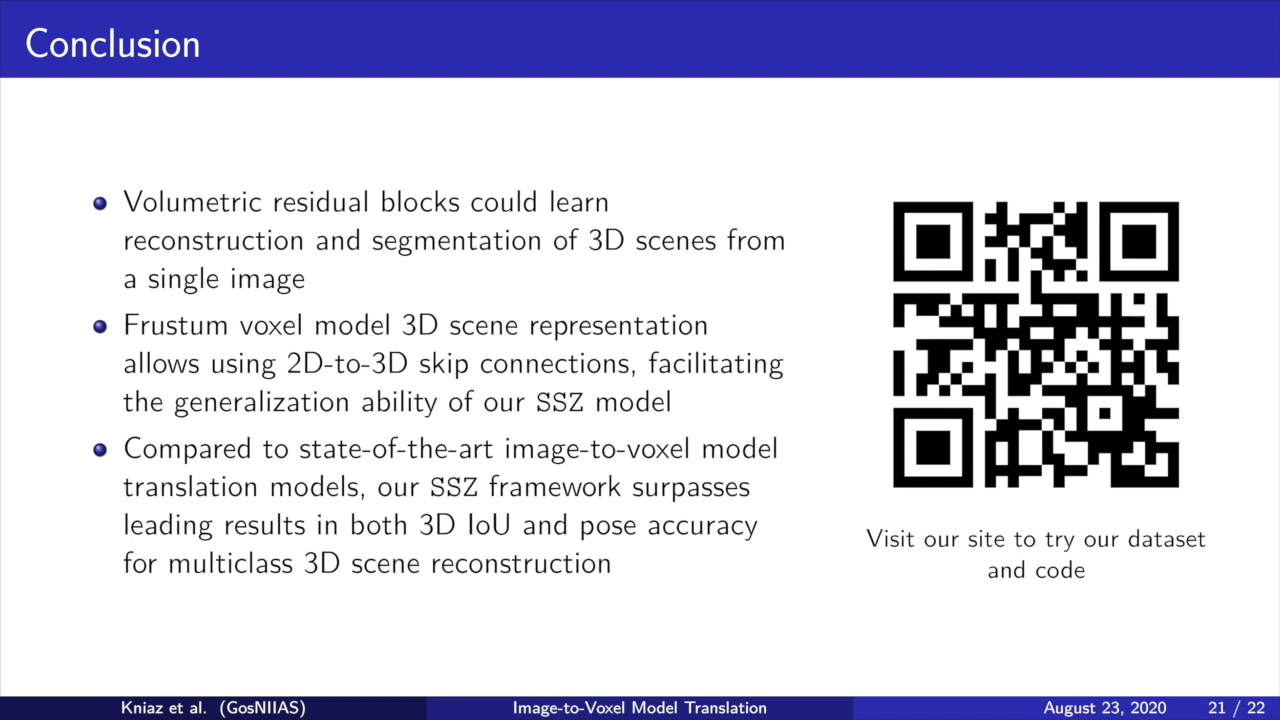 Conclusion
Volumetric residual blocks could learn
reconstruction and segmentation of 3D scenes from
a single image
Frustum voxel model 3D scene representation
allows using 2D-to-3D skip connections, facilitating
the generalization ability of our SSZ model
Compared to state-of-the-art image-to-voxel model
translation models, our SSZ framework surpasses
leading results in both 3D IoU and pose accuracy
for multiclass 3D scene reconstruction
Visit our site to try our dataset
and code
Kniaz et al. (GosNIIAS)
Image-to-Voxel Model Translation
August 23, 2020
21 / 22